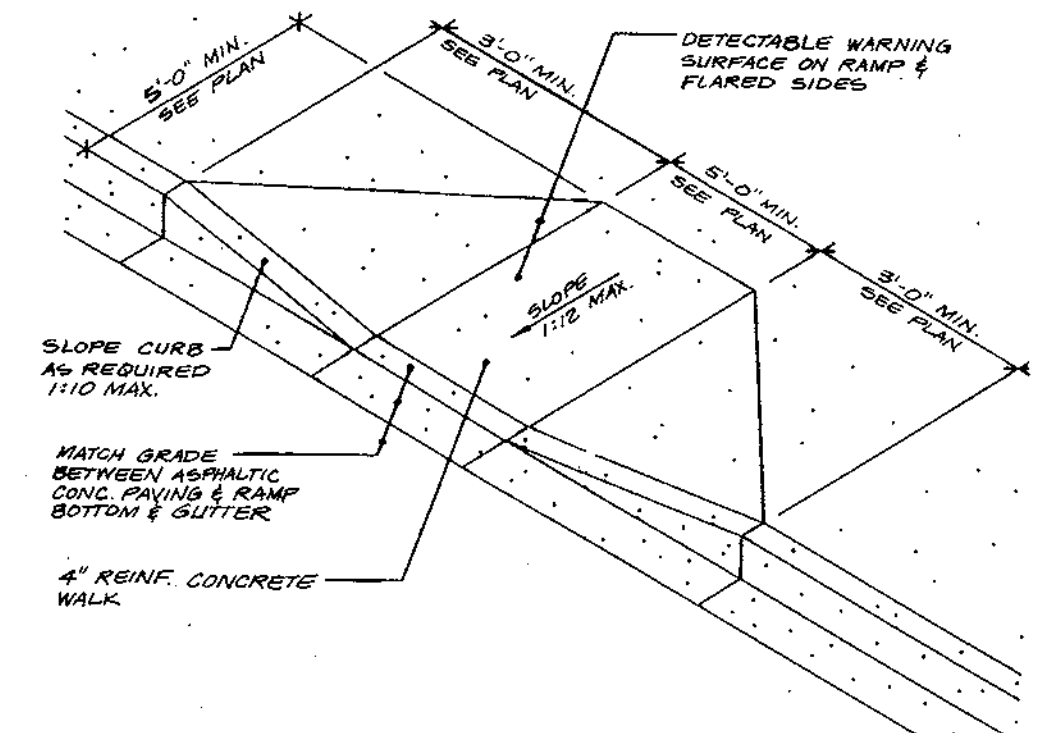 5'-0" MIN.
SEE PLAN
3'-0" MIN.
SEE PLAN
DETECTABLE WARNING
SURFACE ON RAMP &
FLARED SIDES
5'-0" MIN.
SEE PLAN
3'-0" MIN.
SEE PLAN
SLOPE
1:12 MAX.
SLOPE CURB
AS REQUIRED
1:10 MAX.
MATCH GRADE
BETWEEN ASPHALTIC
CONC. PAVING & RAMP
BOTTOM & GUTTER
4" REINF. CONCRETE
WALK